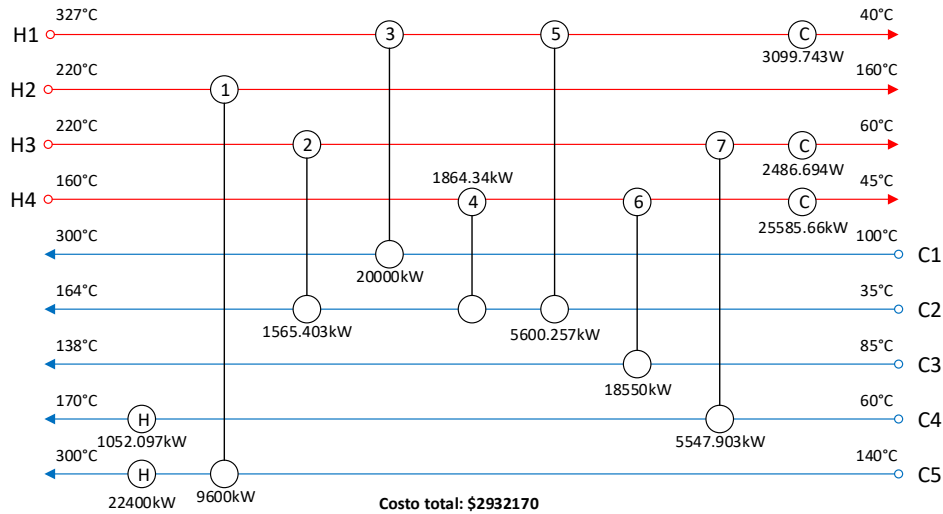 327°C 40°C
H1 3 5 C
3099.743W
220°C 160°C
H2 1
220°C 60°C
H3 2 7 C
2486.694W
160°C 1864.34kW 45°C
H4 4 6 C
25585.66kW
300°C 100°C
C1
20000kW
164°C 35°C
C2
1565.403kW 5600.257kW
138°C 85°C
C3
18550kW
170°C 60°C
H C4
1052.097kW 5547.903kW
300°C 140°C
H C5
22400kW 9600kW
Costo total: $2932170